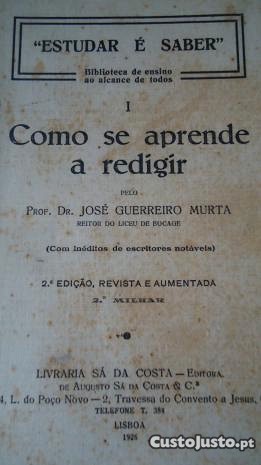 "ESTUDAR É SABER"
Biblioteca de ensino
ao alcance de todos
I
Como se aprende
a redigir
PELO
PROF. DR. JOSÉ GUERREIRO MURTA
REITOR DO LICEU DE BOCAGE
(Com inéditos de escritores notáveis)
2.ª EDIÇÃO, REVISTA E AUMENTADA
2.º MILHAR
LIVRARIA SÁ DA COSTA — EDITORA
DE AUGUSTO SÁ DA COSTA & C.ª
4, L. do Poço Novo — 2, Travessa do Convento a Jesus,
TELEFONE T. 384
LISBOA
1926
CustoJusto.pt